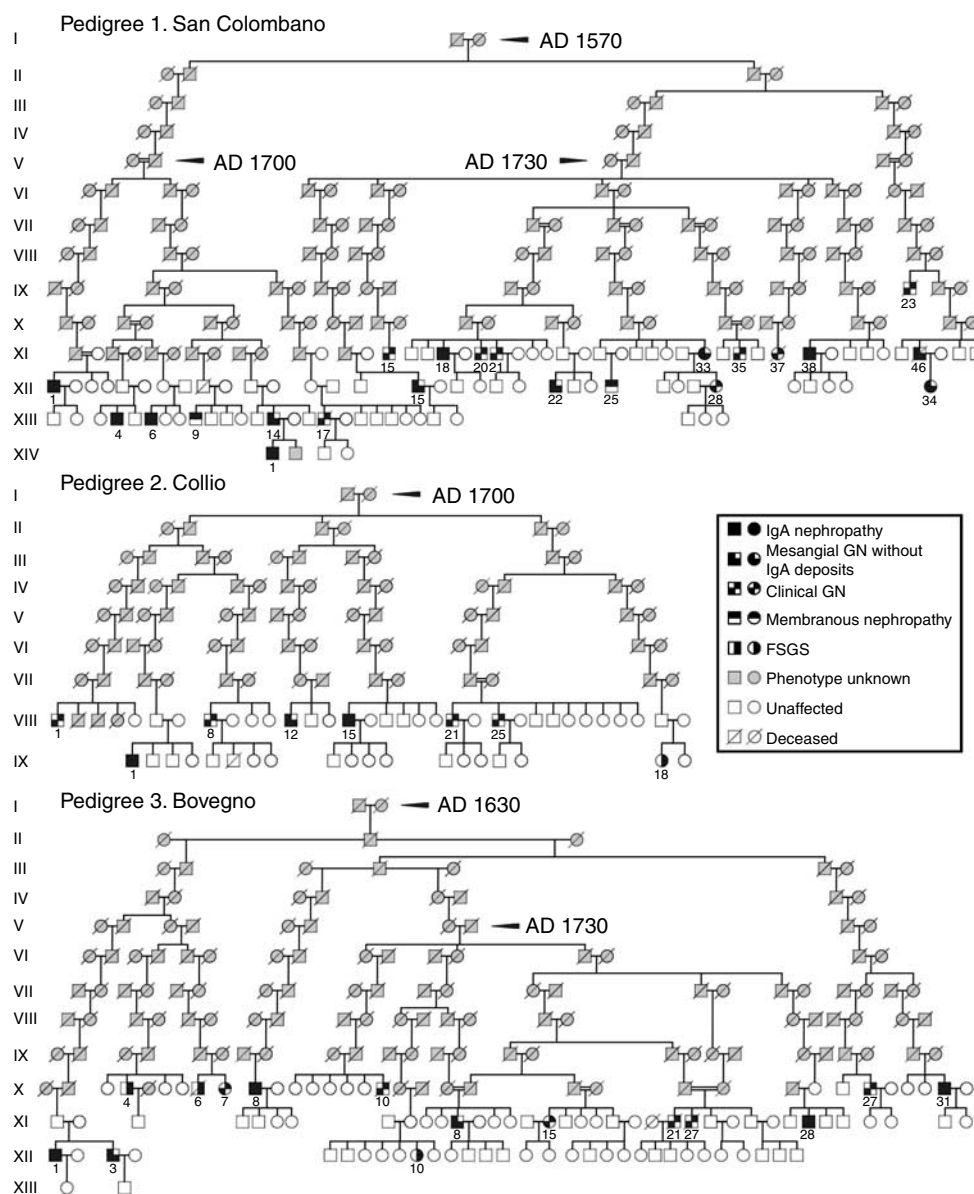 Pedigree 1. San Colombano
I AD 1570
II
III
IV
V AD 1700 AD 1730
VI
VII
VIII
IX
23
X
XI
15 18 20 21 33 35 37 38 46
XII
1 15 22 25 28 34
XIII
4 6 9 14 17
XIV
1
Pedigree 2. Collio
I AD 1700
II
III
IV
V
VI
VII
VIII
1 8 12 15 21 25
IX
1 18
IgA nephropathy
Mesangial GN without
IgA deposits
Clinical GN
Membranous nephropathy
FSGS
Phenotype unknown
Unaffected
Deceased
Pedigree 3. Bovegno
I AD 1630
II
III
IV
V AD 1730
VI
VII
VIII
IX
X
4 6 7 8 10 27 31
XI
8 15 21 27 28
XII
1 3 10
XIII